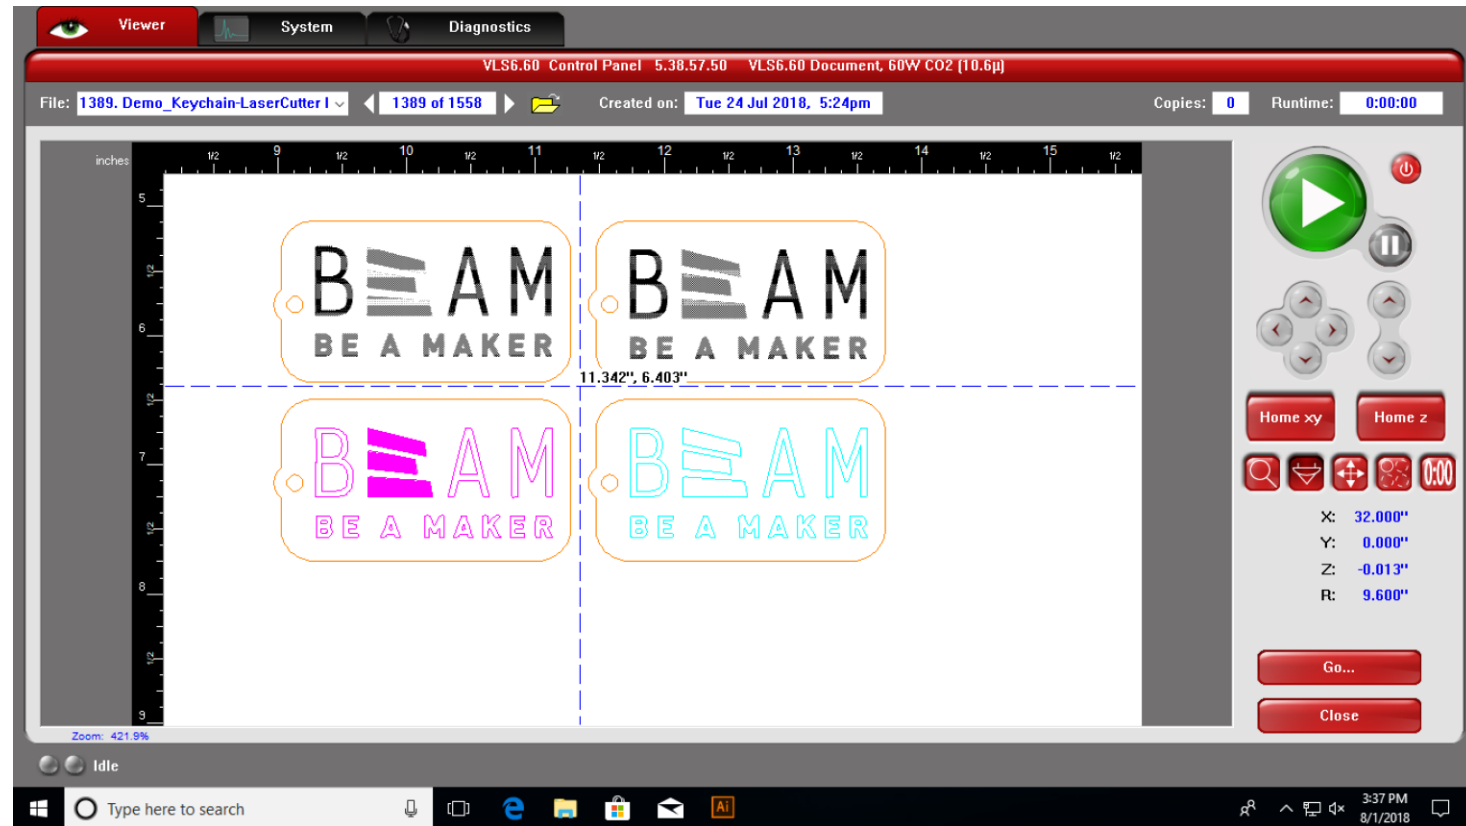 Viewer System Diagnostics
VLS6.60 Control Panel 5.38.57.50 VLS6.60 Document, 60W CO2 (10.6µ)
File: 1389. Demo_Keychain-LaserCutter I 1389 of 1558 Created on: Tue 24 Jul 2018, 5:24pm Copies: 0 Runtime: 0:00:00
inches 1/2 9 1/2 10 1/2 11 1/2 12 1/2 13 1/2 14 1/2 15 1/2
5
1/2
6
1/2
7
1/2
8
1/2
9
BEAM BEAM
BE A MAKER BE A MAKER
11.342'', 6.403''
BEAM BEAM
BE A MAKER BE A MAKER
Home xy Home z
0:00
X: 32.000''
Y: 0.000''
Z: -0.013''
R: 9.600''
Go...
Close
Zoom: 421.9%
Idle
Type here to search
Ai
3:37 PM
8/1/2018